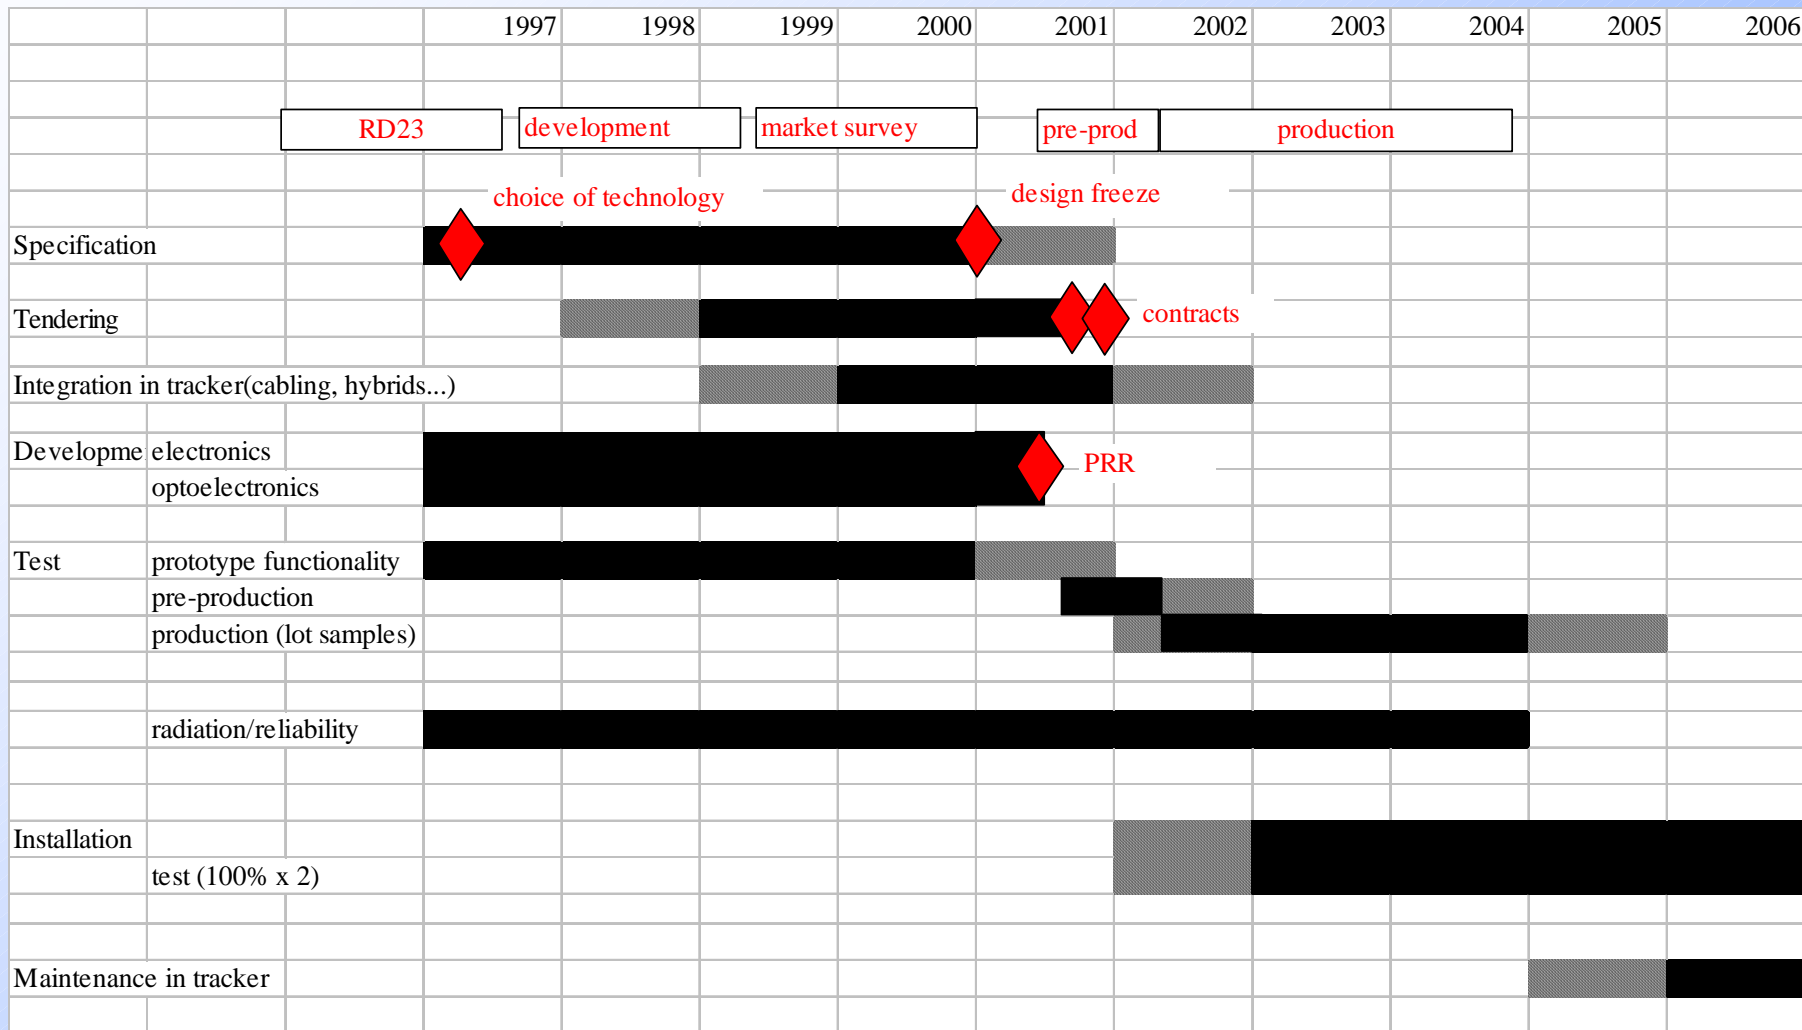 1997 1998 1999 2000 2001 2002 2003 2004 2005 2006
RD23 development market survey pre-prod production
choice of technology design freeze
Specification
Tendering contracts
Integration in tracker(cabling, hybrids...)
Developme electronics PRR
optoelectronics
Test prototype functionality
pre-production
production (lot samples)
radiation/reliability
Installation
test (100% x 2)
Maintenance in tracker